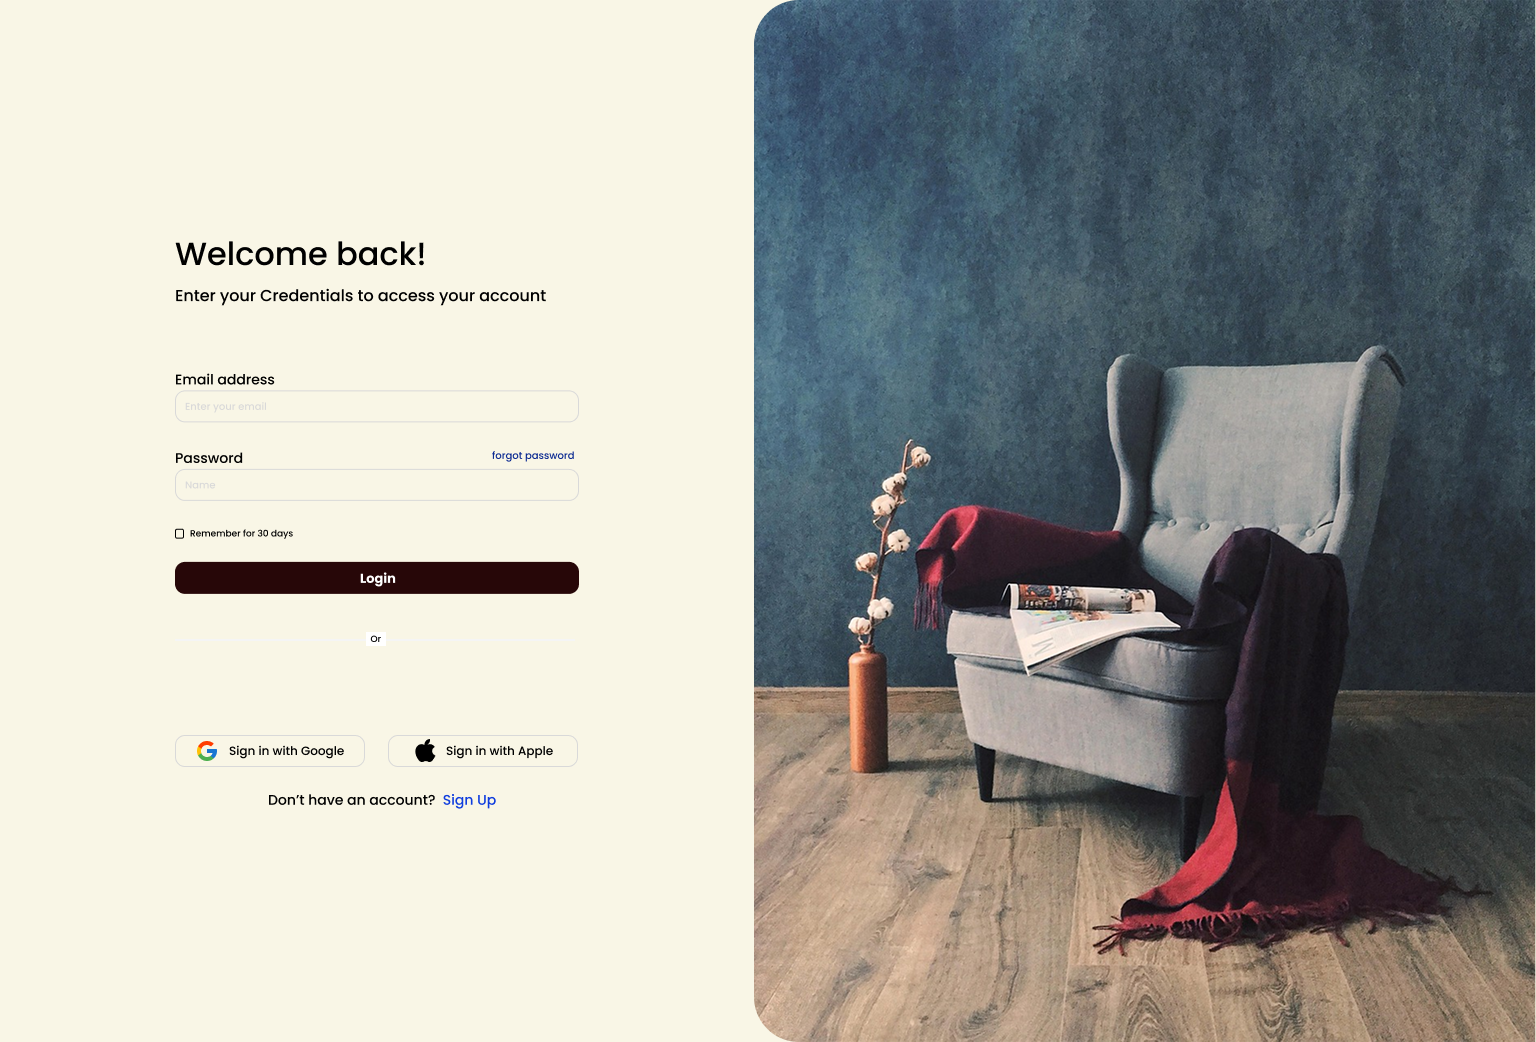 Welcome back!
Enter your Credentials to access your account
Email address
Enter your email
Password
forgot password
Name
Remember for 30 days
Login
Or
Sign in with Google
Sign in with Apple
Don’t have an account? Sign Up